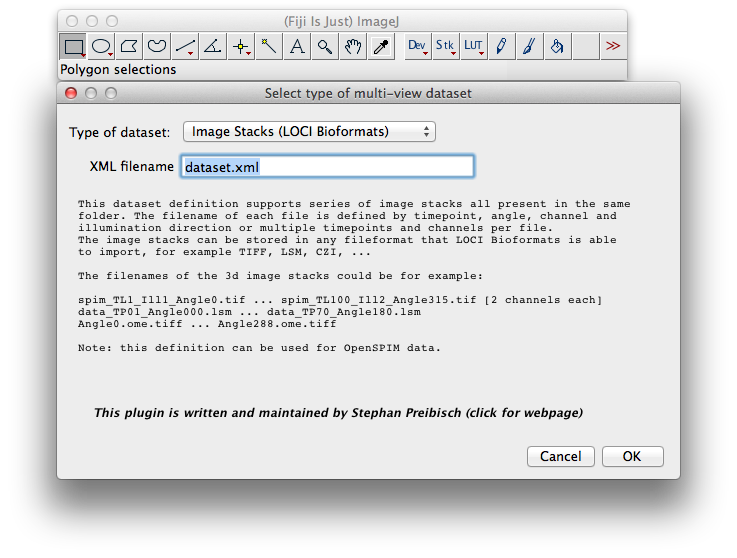 (Fiji Is Just) ImageJ
A Dev Stk LUT >>
Polygon selections
Select type of multi-view dataset
Type of dataset: Image Stacks (LOCI Bioformats)
XML filename dataset.xml
This dataset definition supports series of image stacks all present in the same
folder. The filename of each file is defined by timepoint, angle, channel and
illumination direction or multiple timepoints and channels per file.
The image stacks can be stored in any fileformat that LOCI Bioformats is able
to import, for example TIFF, LSM, CZI, ...
The filenames of the 3d image stacks could be for example:
spim_TL1_Ill1_Angle0.tif ... spim_TL100_Ill2_Angle315.tif [2 channels each]
data_TP01_Angle000.lsm ... data_TP70_Angle180.lsm
Angle0.ome.tiff ... Angle288.ome.tiff
Note: this definition can be used for OpenSPIM data.
This plugin is written and maintained by Stephan Preibisch (click for webpage)
Cancel OK